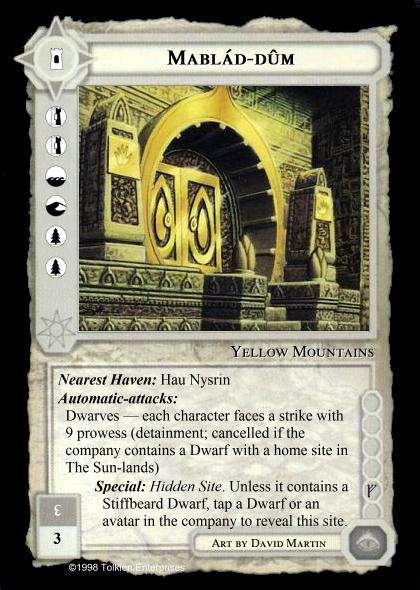 Mablád-dûm
Yellow Mountains
Nearest Haven: Hau Nysrin
Automatic-attacks:
Dwarves — each character faces a strike with
9 prowess (detainment; cancelled if the
company contains a Dwarf with a home site in
The Sun-lands)
Special: Hidden Site. Unless it contains a
Stiffbeard Dwarf, tap a Dwarf or an
avatar in the company to reveal this site.
ε
3
ᚠ
Art by David Martin
©1998 Tolkien Enterprises